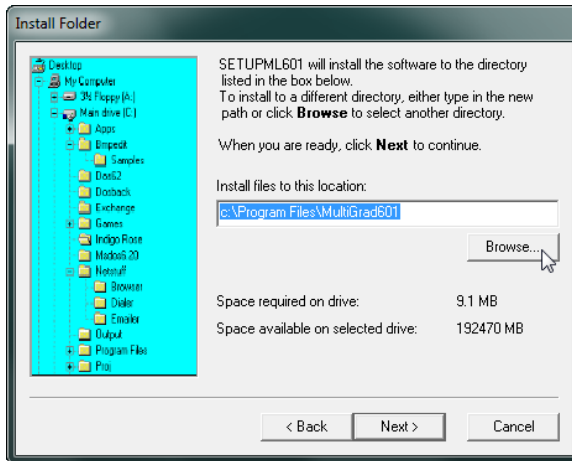 Install Folder
Desktop
My Computer
3½ Floppy (A:)
Main drive (C:)
Apps
Bmpedit
Samples
Dos62
Dosback
Exchange
Games
Indigo Rose
Msdos6.20
Netstuff
Browser
Dialer
Emailer
Output
Program Files
Proj
SETUPML601 will install the software to the directory
listed in the box below.
To install to a different directory, either type in the new
path or click Browse to select another directory.
When you are ready, click Next to continue.
Install files to this location:
c:\Program Files\MultiGrad601
Browse...
Space required on drive: 9.1 MB
Space available on selected drive: 192470 MB
< Back Next > Cancel